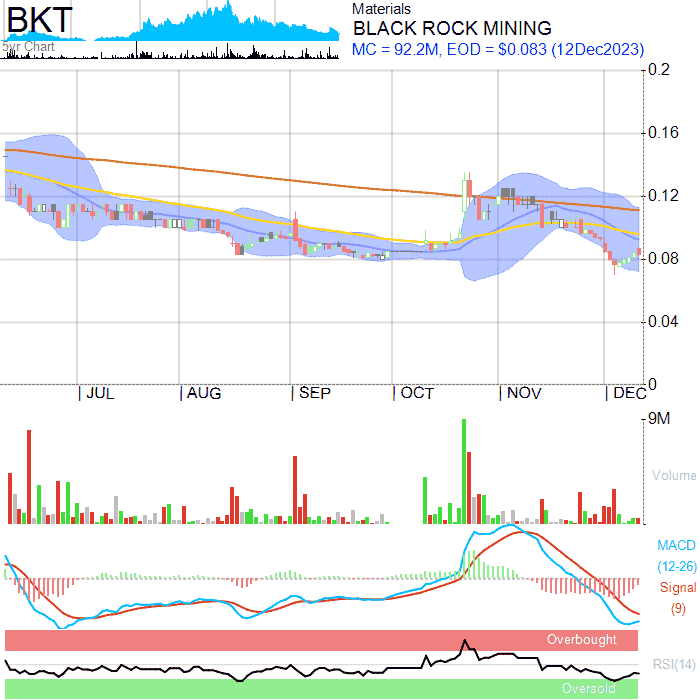 BKT
5yr Chart
Materials
BLACK ROCK MINING
MC = 92.2M, EOD = $0.083 (12Dec2023)
0.2
0.16
0.12
0.08
0.04
0
| JUL | AUG | SEP | OCT | NOV | DEC
9M
Volume
MACD
(12-26)
Signal
(9)
Overbought
RSI(14)
Oversold